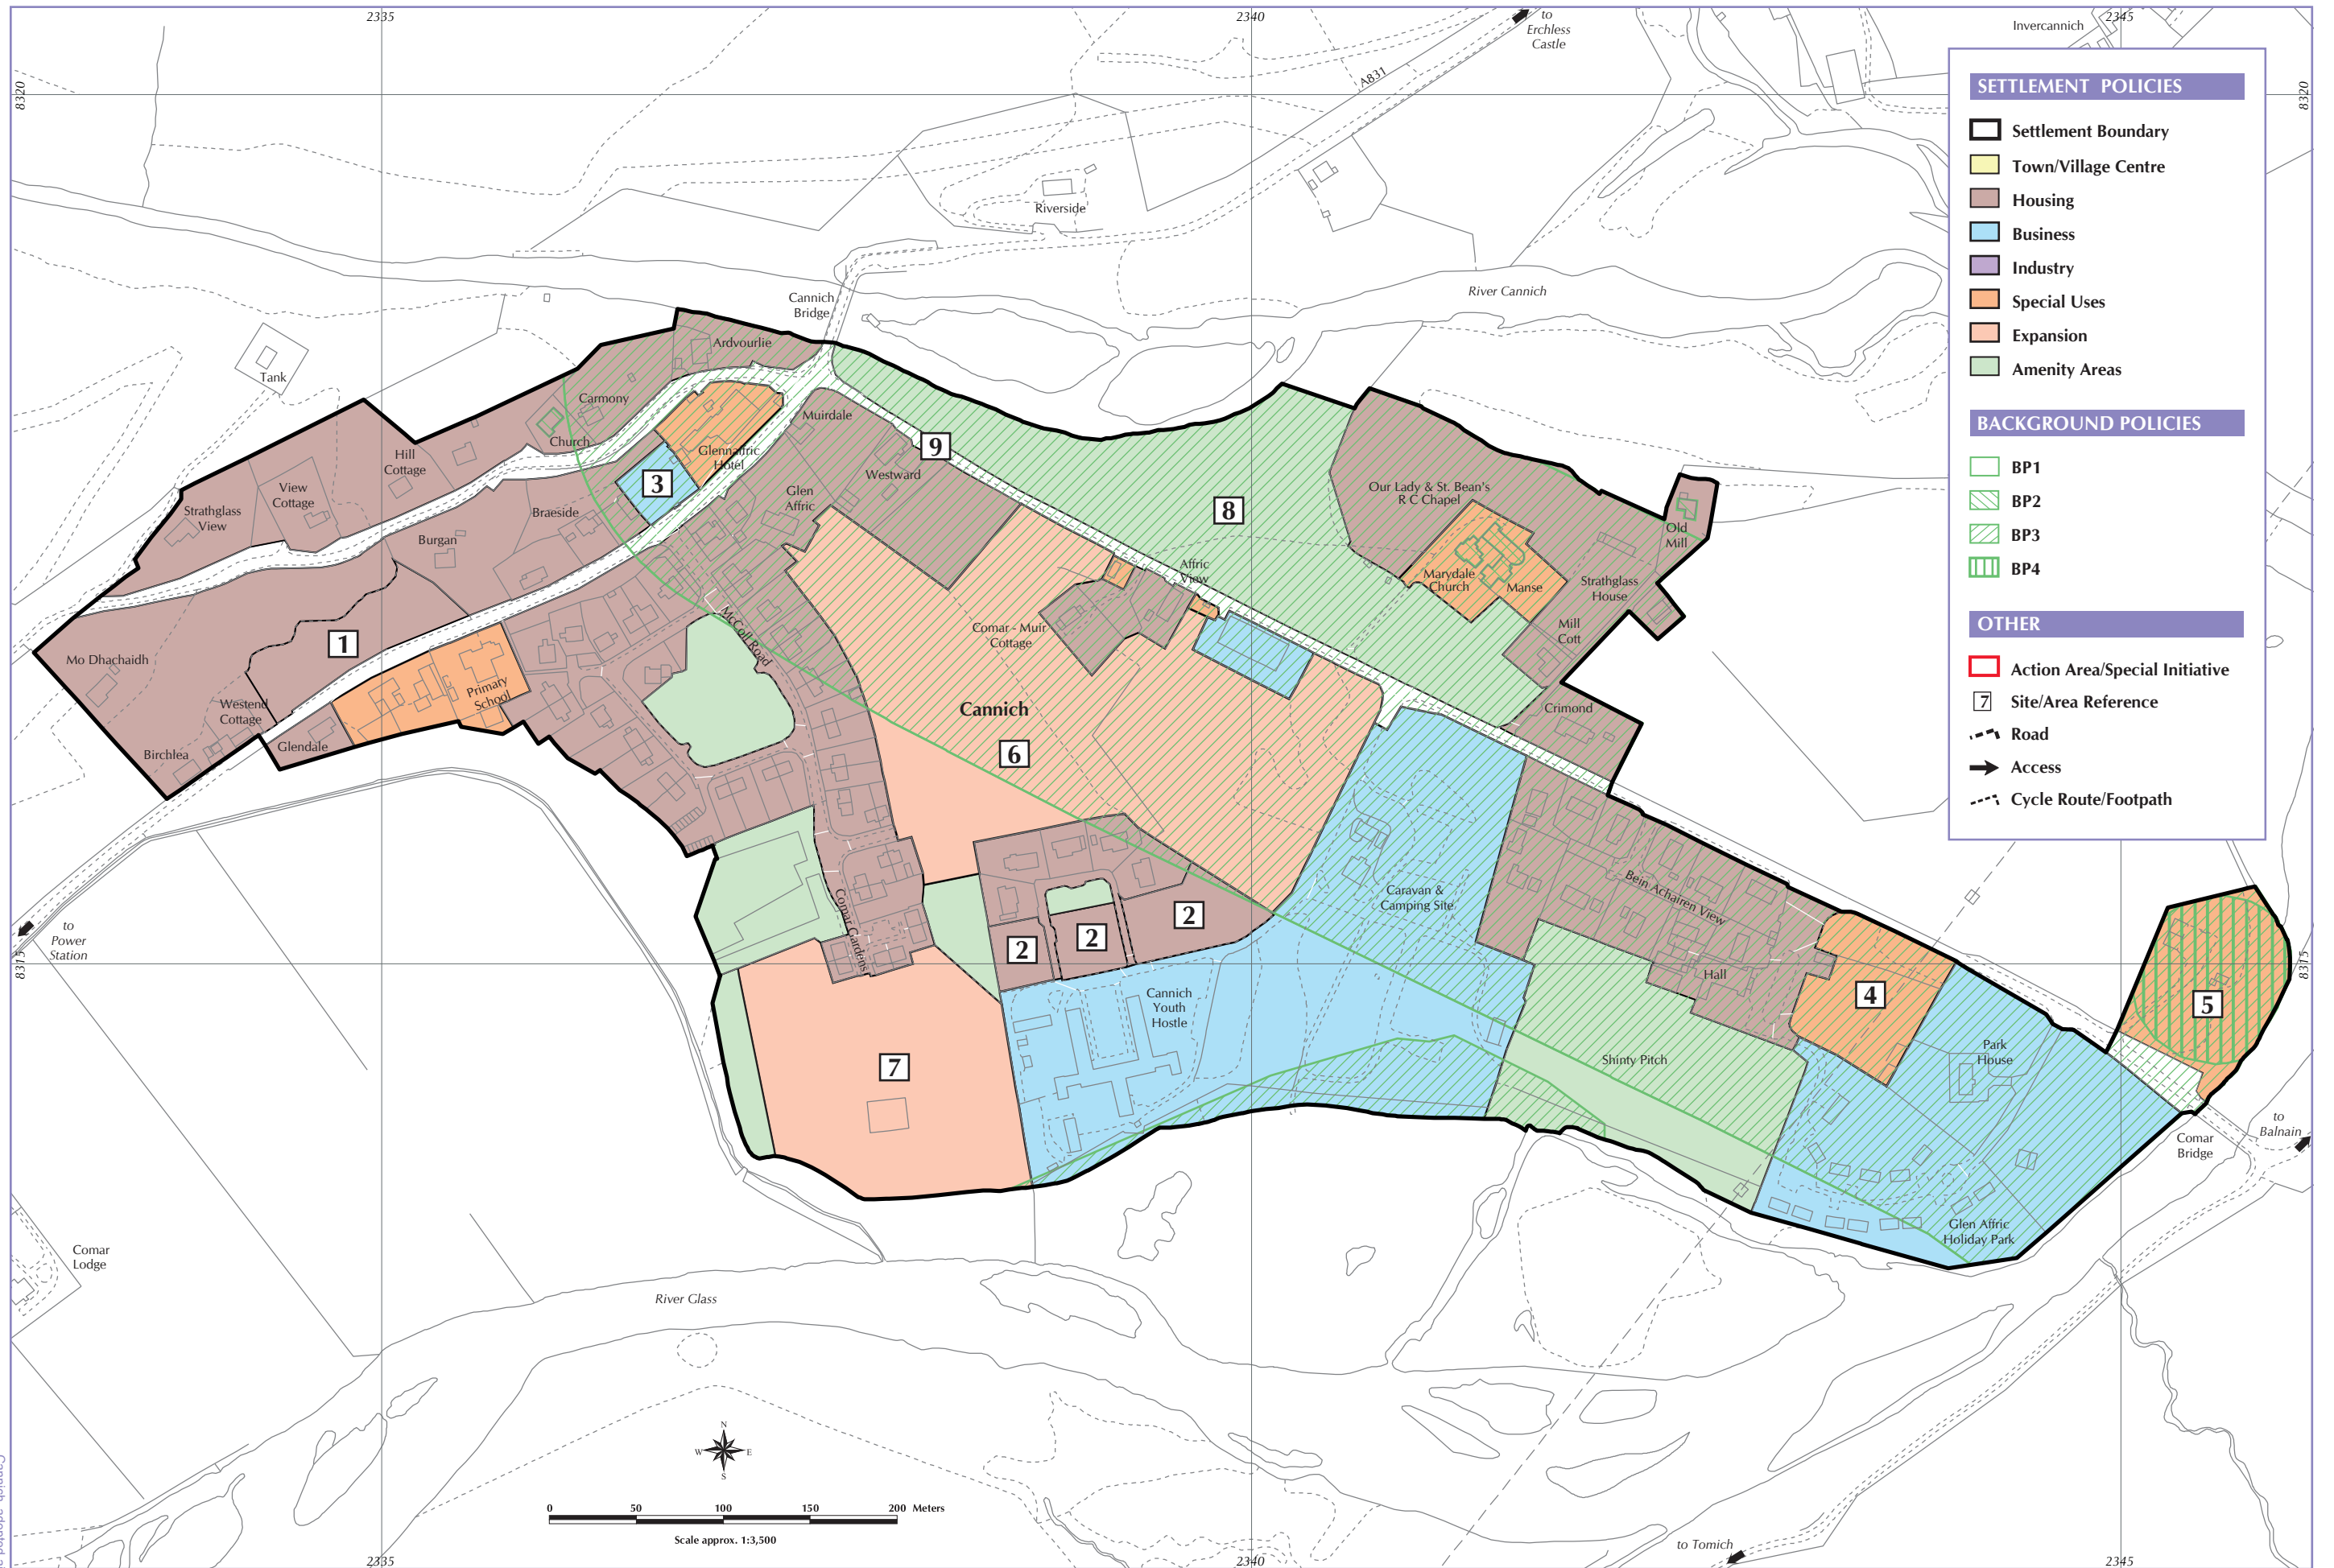 2335
2340
2345
to
Erchless
Castle
Invercannich
A831
8320
8320
SETTLEMENT POLICIES
Settlement Boundary
Town/Village Centre
Housing
Business
Industry
Special Uses
Expansion
Amenity Areas
BACKGROUND POLICIES
BP1
BP2
BP3
BP4
OTHER
Action Area/Special Initiative
7 Site/Area Reference
Road
Access
Cycle Route/Footpath
Riverside
River Cannich
Cannich
Bridge
Ardvourlie
Tank
Carmony
Church
Muirdale
Glennaffric
Hotel
Hill
Cottage
View
Cottage
Strathglass
View
Braeside
Burgan
3
9
Westward
Glen
Affric
8
Our Lady & St. Bean's
R C Chapel
Old
Mill
Marydale
Church
Manse
Strathglass
House
Mill
Cott
Affric
View
Comar - Muir
Cottage
McColl Road
1
Mo Dhachaidh
Westend
Cottage
Birchlea
Glendale
Primary
School
Cannich
6
Crimond
Caravan &
Camping Site
Bein Achairen View
Comar Gardens
2
2
2
Hall
4
5
to
Power
Station
8315
8315
Cannich
Youth
Hostle
7
Shinty Pitch
Park
House
Comar
Bridge
to
Balnain
Glen Affric
Holiday Park
Comar
Lodge
River Glass
N
W
E
S
0 50 100 150 200 Meters
Scale approx. 1:3,500
to Tomich
2335
2340
2345